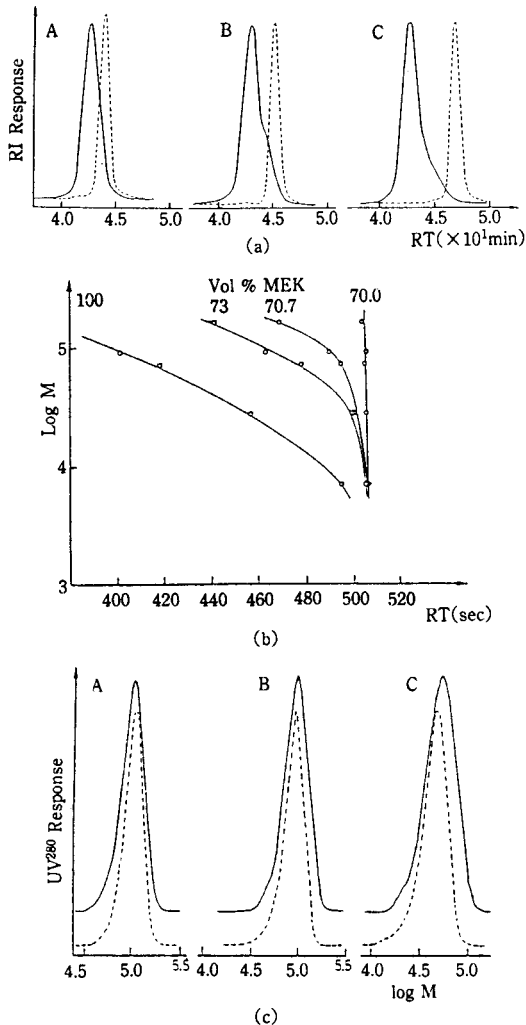 A B C
RI Response
4.0 4.5 5.0 4.0 4.5 5.0 4.0 4.5 5.0
(a) RT(×10¹min)
Vol % MEK
100 73 70.7 70.0
Log M
5
4
3
400 420 440 460 480 500 520
RT(sec)
(b)
A B C
UV²⁸⁰ Response
4.5 5.0 5.5 4.0 4.5 5.0 5.5 4.0 4.5 5.0
log M
(c)